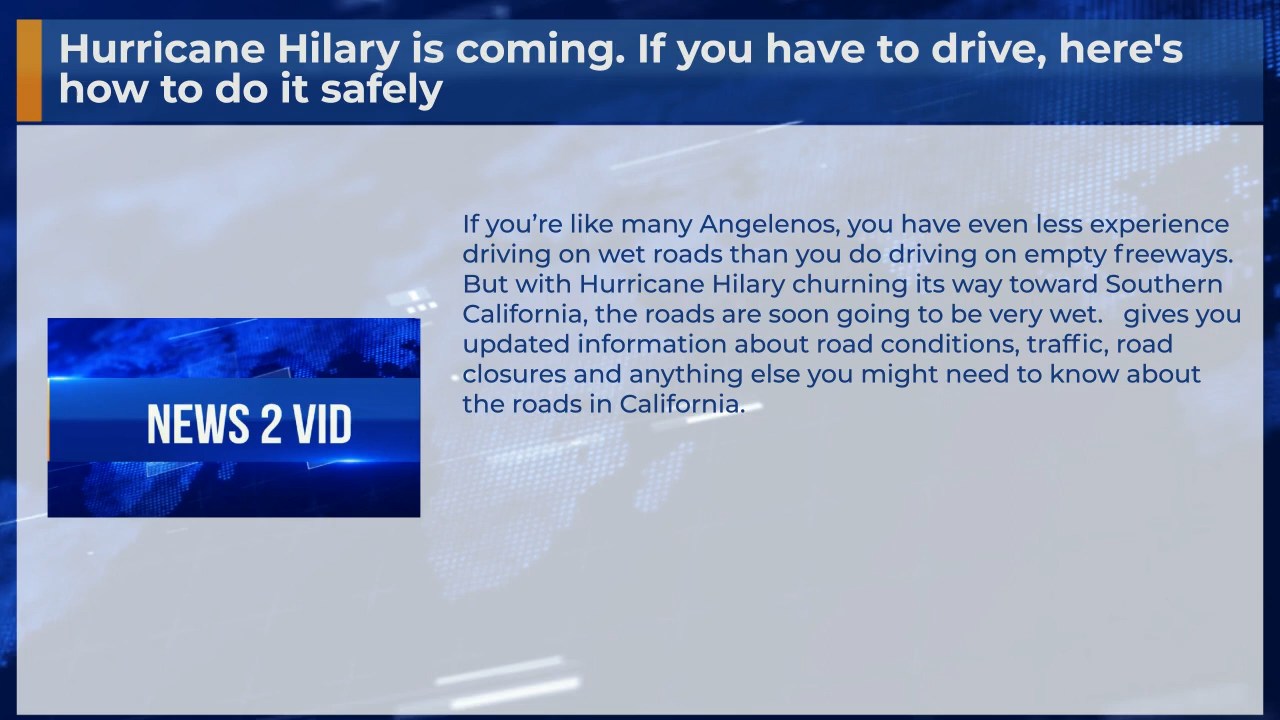 Hurricane Hilary is coming. If you have to drive, here's
how to do it safely
If you’re like many Angelenos, you have even less experience
driving on wet roads than you do driving on empty freeways.
But with Hurricane Hilary churning its way toward Southern
California, the roads are soon going to be very wet.   gives you
updated information about road conditions, traffic, road
closures and anything else you might need to know about
the roads in California.
NEWS 2 VID